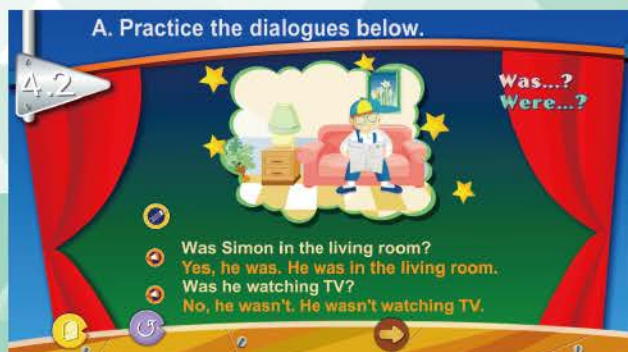 A. Practice the dialogues below.
4.2
Was...?
Were...?
Was Simon in the living room?
Yes, he was. He was in the living room.
Was he watching TV?
No, he wasn't. He wasn't watching TV.